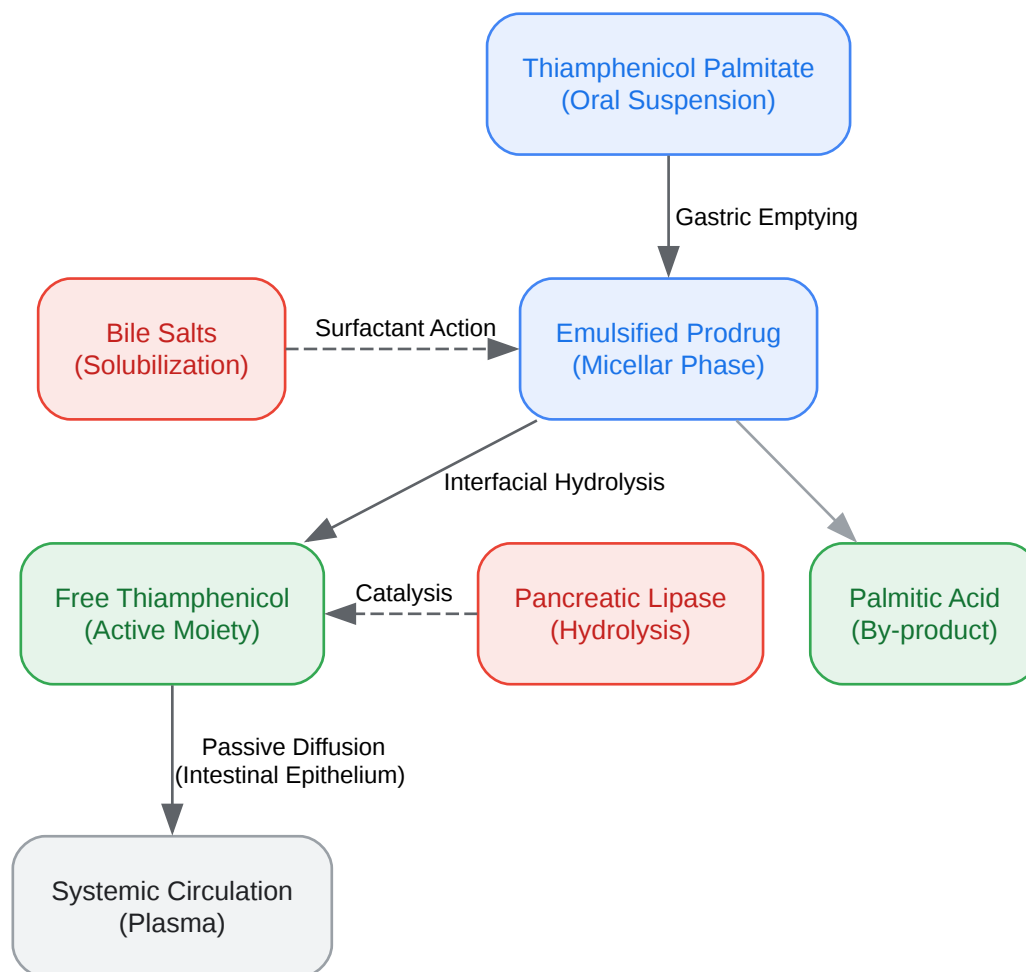 Thiamphenicol Palmitate
(Oral Suspension)
Gastric Emptying
Bile Salts
(Solubilization)
Surfactant Action
Emulsified Prodrug
(Micellar Phase)
Interfacial Hydrolysis
Free Thiamphenicol
(Active Moiety)
Catalysis
Pancreatic Lipase
(Hydrolysis)
Palmitic Acid
(By-product)
Passive Diffusion
(Intestinal Epithelium)
Systemic Circulation
(Plasma)